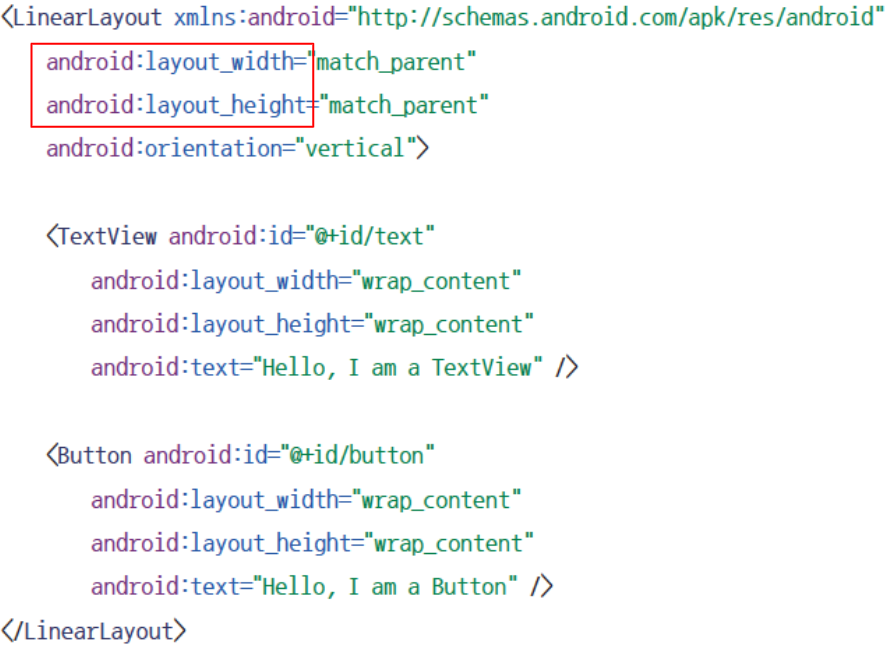 <LinearLayout xmlns:android="http://schemas.android.com/apk/res/android"
android:layout_width="match_parent"
android:layout_height="match_parent"
android:orientation="vertical">
<TextView android:id="@+id/text"
android:layout_width="wrap_content"
android:layout_height="wrap_content"
android:text="Hello, I am a TextView" />
<Button android:id="@+id/button"
android:layout_width="wrap_content"
android:layout_height="wrap_content"
android:text="Hello, I am a Button" />
</LinearLayout>